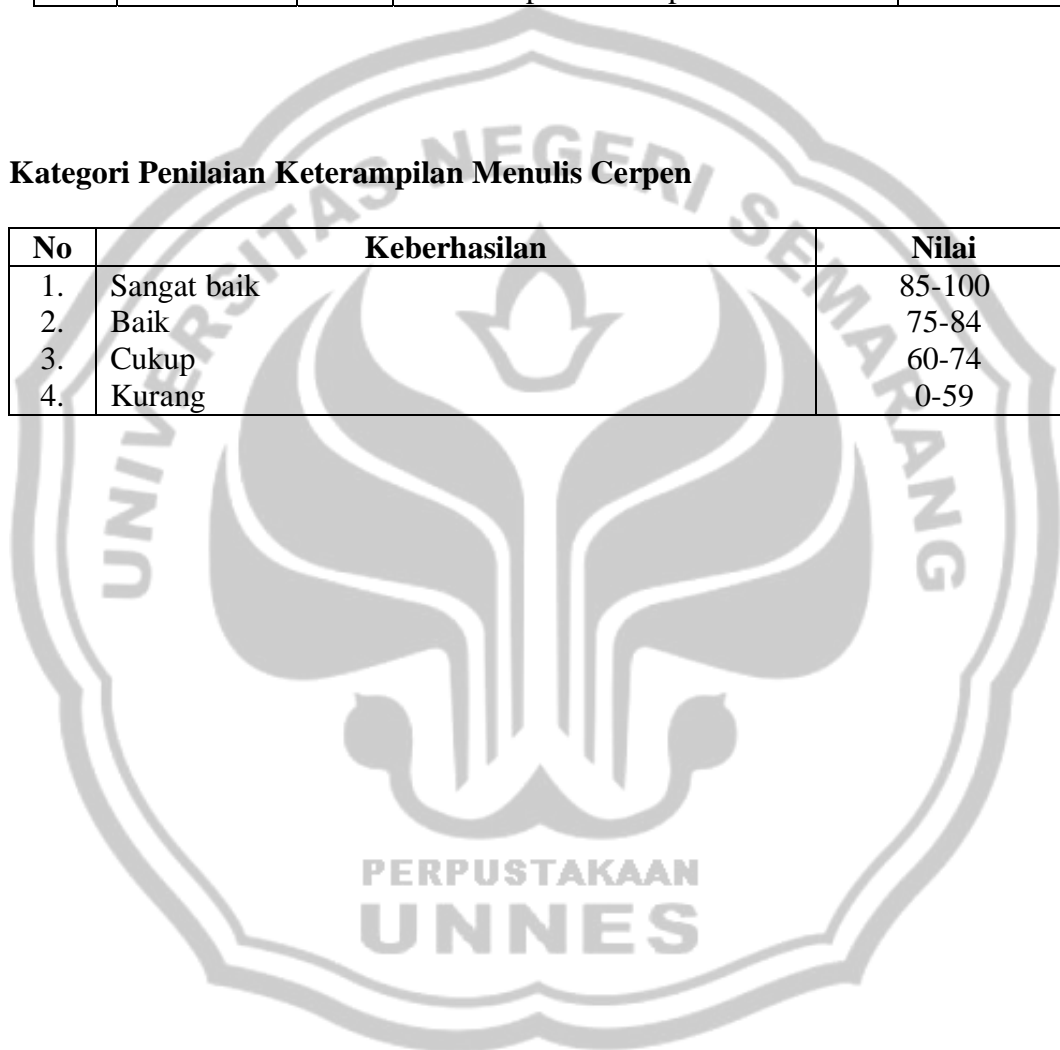 Kategori Penilaian Keterampilan Menulis Cerpen
No Keberhasilan Nilai
1. Sangat baik 85-100
2. Baik 75-84
3. Cukup 60-74
4. Kurang 0-59
UNIVERSITAS NEGERI SEMARANG
PERPUSTAKAAN
UNNES